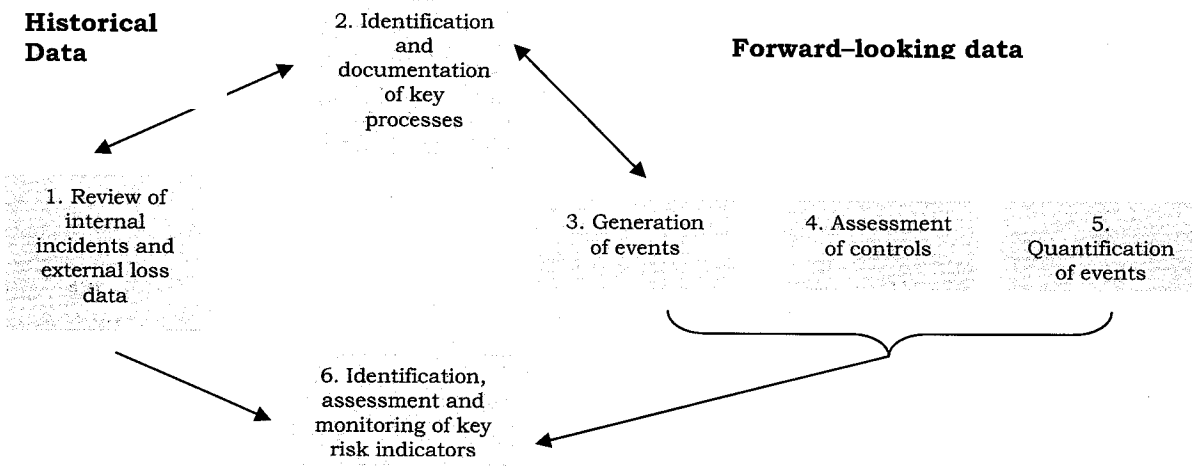 Historical
Data
2. Identification
and
documentation
of key
processes
Forward–looking data
1. Review of
internal
incidents and
external loss
data
3. Generation
of events
4. Assessment
of controls
5.
Quantification
of events
6. Identification,
assessment and
monitoring of key
risk indicators